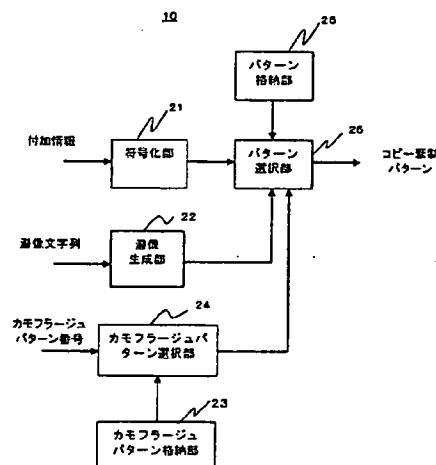 10
25
パターン
格納部
21
26
付加情報
符号化部
パターン
選択部
コピー牽制
パターン
22
潜像文字列
潜像
生成部
24
カモフラージュ
パターン番号
カモフラージュパ
ターン選択部
23
カモフラージュ
パターン格納部